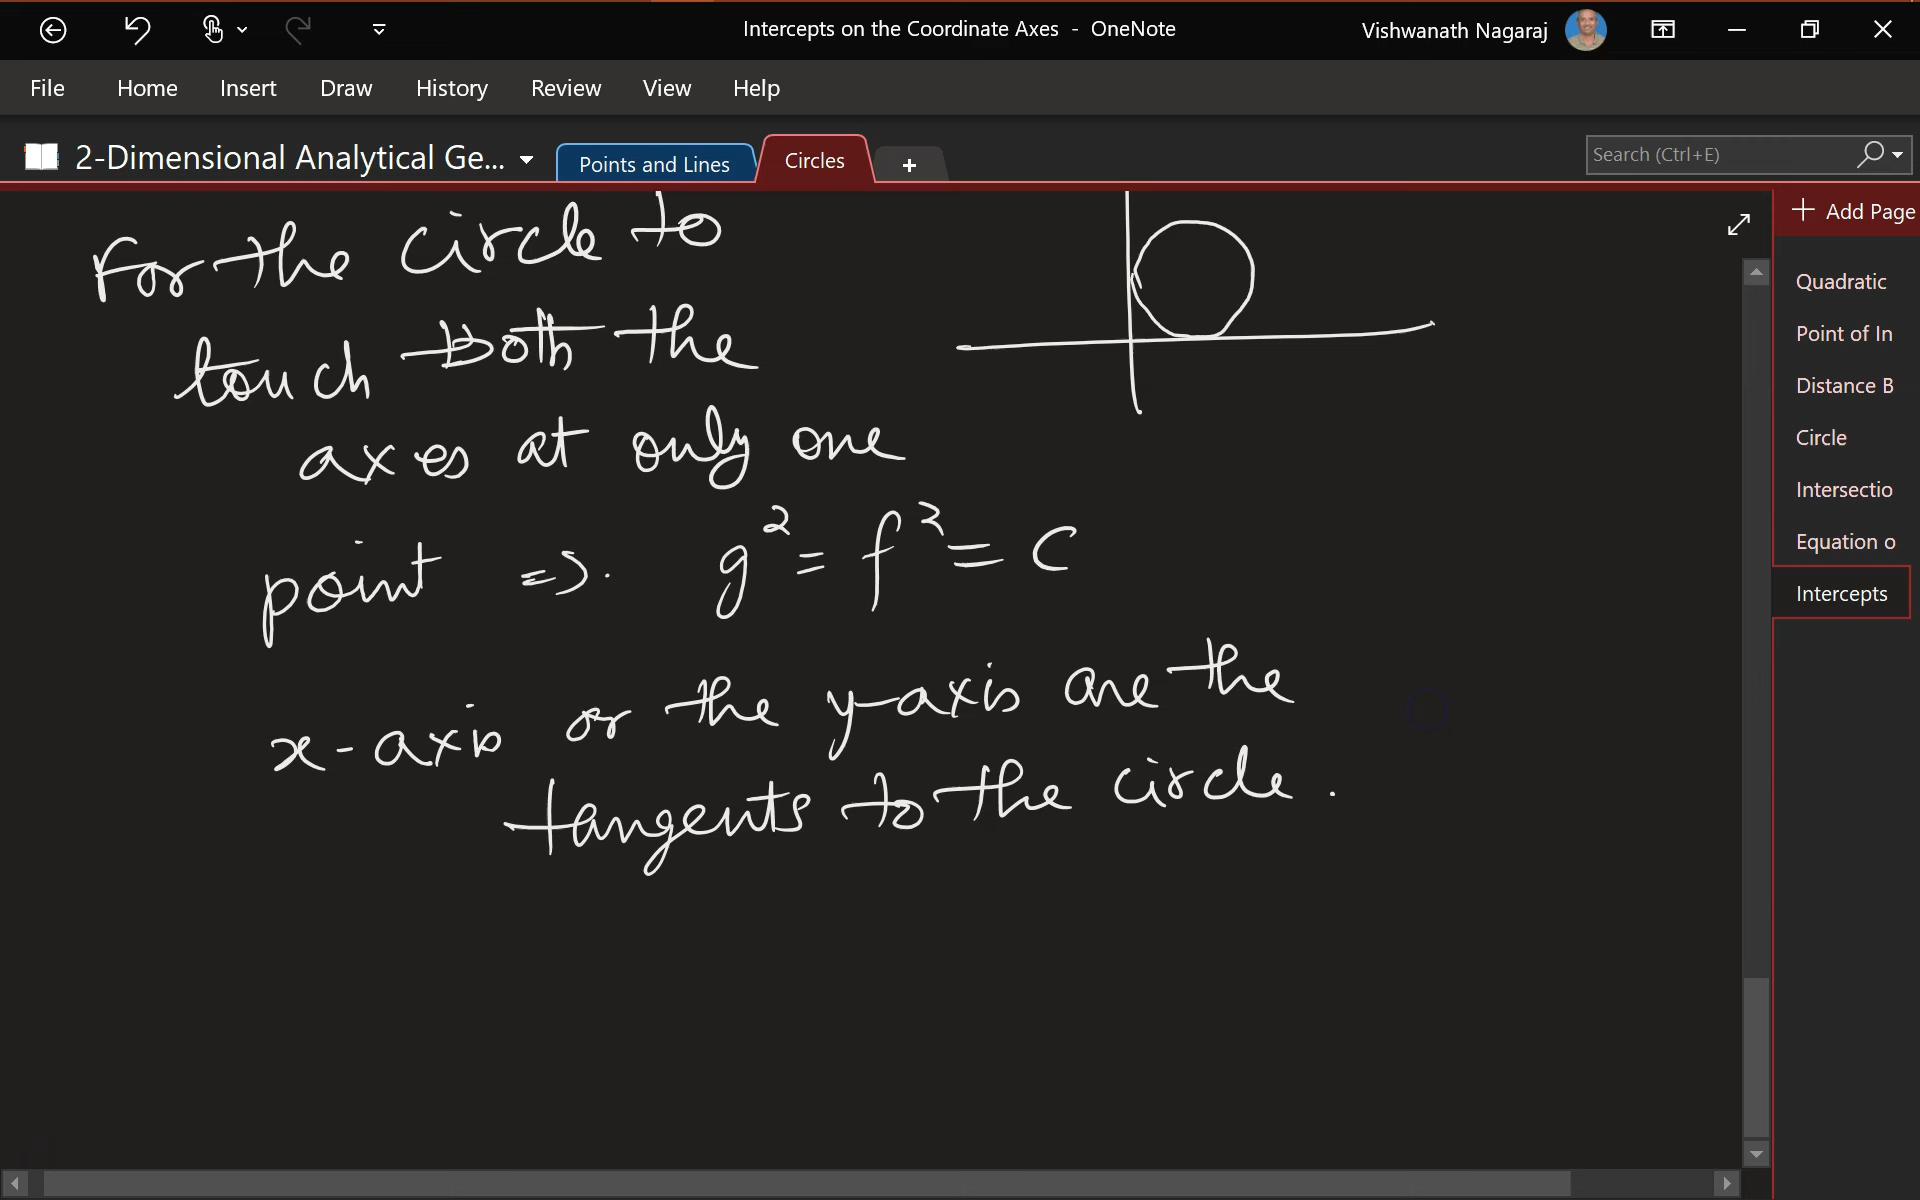 Intercepts on the Coordinate Axes - OneNote
Vishwanath Nagaraj
File Home Insert Draw History Review View Help
2-Dimensional Analytical Ge...
Points and Lines
Circles
+
Search (Ctrl+E)
+ Add Page
Quadratic
Point of In
Distance B
Circle
Intersectio
Equation o
Intercepts
For the circle to
touch both the
axes at only one
point => . g² = f² = c
x-axis or the y-axis are the
tangents to the circle.